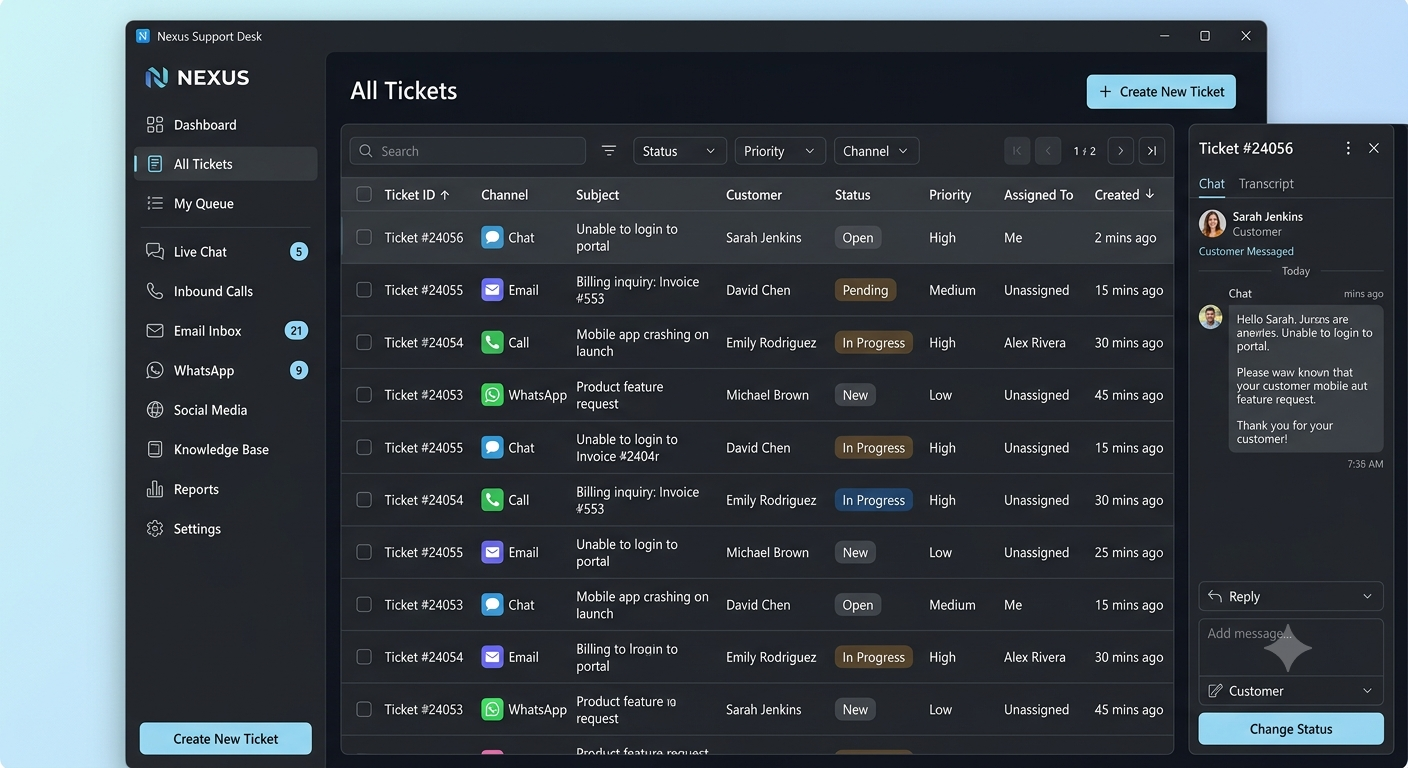 Nexus Support Desk
NEXUS
Dashboard
All Tickets
My Queue
Live Chat 5
Inbound Calls
Email Inbox 21
WhatsApp 9
Social Media
Knowledge Base
Reports
Settings
Create New Ticket
All Tickets
+ Create New Ticket
Search
Status
Priority
Channel
1 2
Ticket ID ↑ Channel Subject Customer Status Priority Assigned To Created ↓
Ticket #24056 Chat Unable to login to Sarah Jenkins Open High Me 2 mins ago
portal
Ticket #24055 Email Billing inquiry: Invoice David Chen Pending Medium Unassigned 15 mins ago
#553
Ticket #24054 Call Mobile app crashing on Emily Rodriguez In Progress High Alex Rivera 30 mins ago
launch
Ticket #24053 WhatsApp Product feature Michael Brown New Low Unassigned 45 mins ago
request
Ticket #24055 Chat Unable to login to David Chen In Progress High Unassigned 15 mins ago
Invoice #2404r
Ticket #24054 Call Billing inquiry: Invoice Emily Rodriguez In Progress High Unassigned 30 mins ago
#553
Ticket #24055 Email Unable to login to Michael Brown New Low Unassigned 25 mins ago
portal
Ticket #24053 Chat Mobile app crashing on David Chen Open Medium Me 15 mins ago
launch
Ticket #24054 Email Billing to to Emily Rodriguez In Progress High Alex Rivera 30 mins ago
portal
Ticket #24053 WhatsApp Product feature Sarah Jenkins New Low Unassigned 45 mins ago
request
Product feature request
Ticket #24056
Chat Transcript
Sarah Jenkins
Customer
Customer Messaged
Today
Chat mins ago
Hello Sarah, are
Unable to login to
portal.
Please waw known that
your customer mobile aut
feature request.
Thank you for your
customer!
7:35 AM
Reply
Add message...
Customer
Change Status